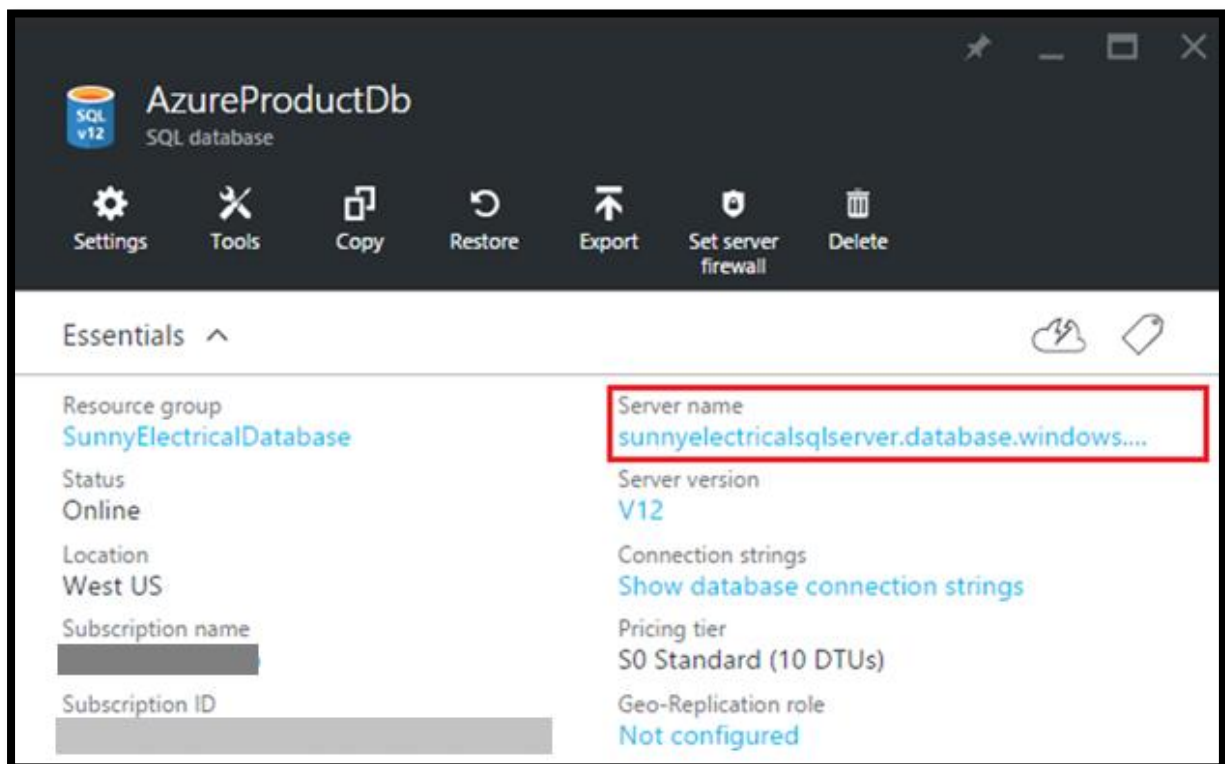 AzureProductDb
SQL v12
SQL database
Settings
Tools
Copy
Restore
Export
Set server
firewall
Delete
Essentials
Resource group
SunnyElectricalDatabase
Server name
sunnyelectricalsqlserver.database.windows....
Status
Online
Server version
V12
Location
West US
Connection strings
Show database connection strings
Subscription name
Pricing tier
S0 Standard (10 DTUs)
Subscription ID
Geo-Replication role
Not configured